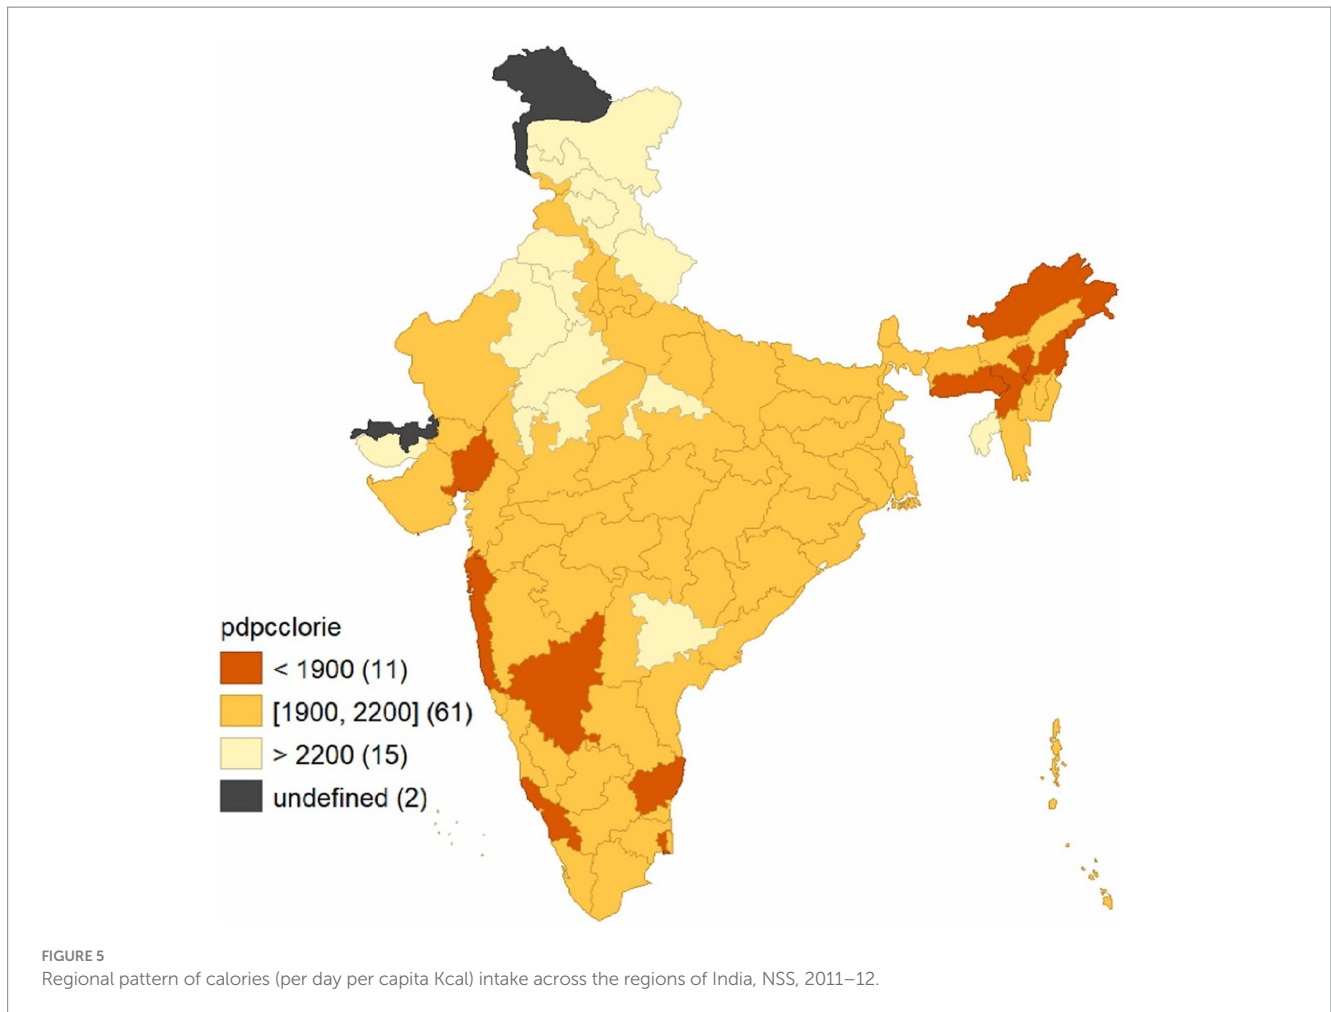 pdpcclorie
< 1900 (11)
[1900, 2200] (61)
> 2200 (15)
undefined (2)
FIGURE 5
Regional pattern of calories (per day per capita Kcal) intake across the regions of India, NSS, 2011–12.